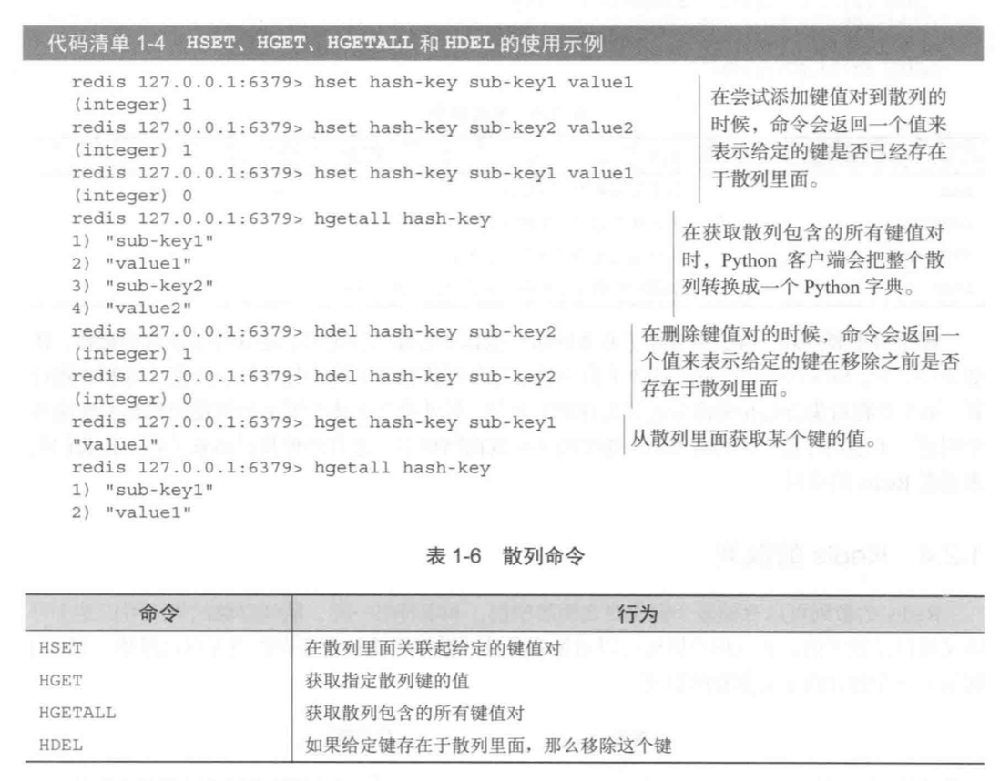 代码清单 1-4 HSET、HGET、HGETALL 和 HDEL 的使用示例
redis 127.0.0.1:6379> hset hash-key sub-key1 value1
(integer) 1
redis 127.0.0.1:6379> hset hash-key sub-key2 value2
(integer) 1
redis 127.0.0.1:6379> hset hash-key sub-key1 value1
(integer) 0
在尝试添加键值对到散列的
时候，命令会返回一个值来
表示给定的键是否已经存在
于散列里面。
redis 127.0.0.1:6379> hgetall hash-key
1) "sub-key1"
2) "value1"
3) "sub-key2"
4) "value2"
在获取散列包含的所有键值对
时，Python 客户端会把整个散
列转换成一个 Python 字典。
redis 127.0.0.1:6379> hdel hash-key sub-key2
(integer) 1
redis 127.0.0.1:6379> hdel hash-key sub-key2
(integer) 0
在删除键值对的时候，命令会返回一
个值来表示给定的键在移除之前是否
存在于散列里面。
redis 127.0.0.1:6379> hget hash-key sub-key1
"value1"
从散列里面获取某个键的值。
redis 127.0.0.1:6379> hgetall hash-key
1) "sub-key1"
2) "value1"
表 1-6 散列命令
命令 行为
HSET 在散列里面关联起给定的键值对
HGET 获取指定散列键的值
HGETALL 获取散列包含的所有键值对
HDEL 如果给定键存在于散列里面，那么移除这个键